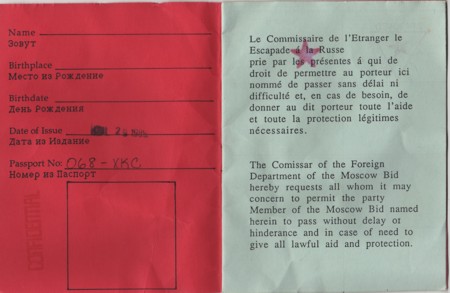 Name
Зовут
Birthplace
Место из Рождение
Birthdate
День Рождения
Date of Issue
Дата из Издание
Passport No: 068-XKC
Номер из Паспорт
CONFIDENTIAL
Le Commissaire de l'Etranger le
Escapade à la Russe
prie par les présentes á qui de
droit de permettre au porteur ici
nommé de passer sans délai ni
difficulté et, en cas de besoin, de
donner au dit porteur toute l'aide
et toute la protection légitimes
nécessaires.
The Comissar of the Foreign
Department of the Moscow Bid
hereby requests all whom it may
concern to permit the party
Member of the Moscow Bid named
herein to pass without delay or
hinderance and in case of need to
give all lawful aid and protection.